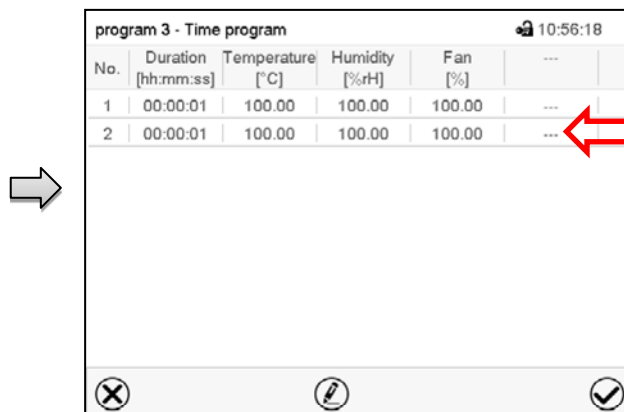 program 3 - Time program 10:56:18
No. Duration [hh:mm:ss] Temperature [°C] Humidity [%rH] Fan [%] ---
1 00:00:01 100.00 100.00 100.00 ---
2 00:00:01 100.00 100.00 100.00 ---